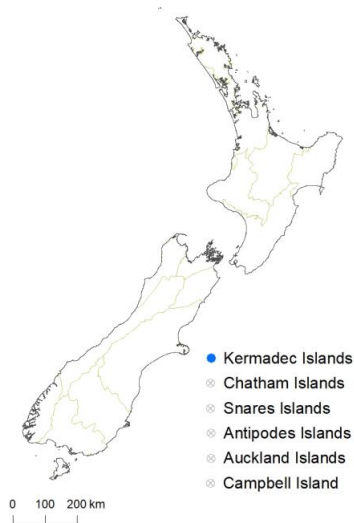 Kermadec Islands
Chatham Islands
Snares Islands
Antipodes Islands
Auckland Islands
Campbell Island
0 100 200 km